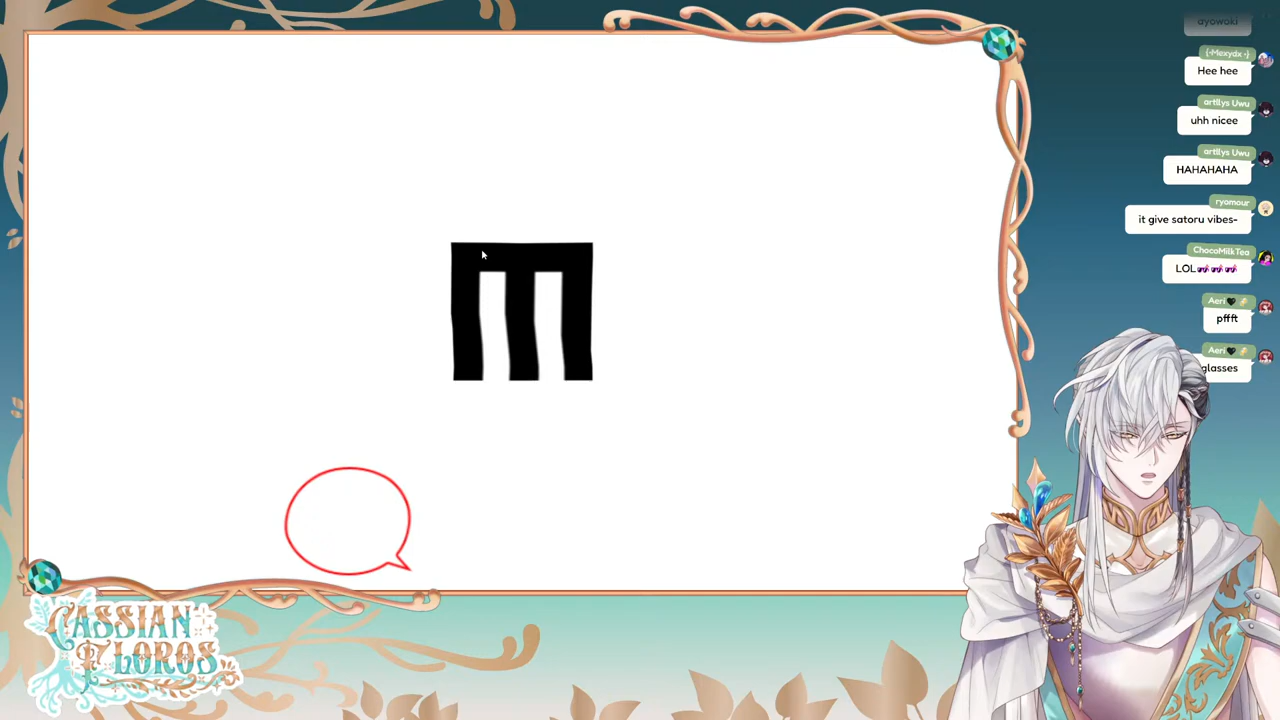 ayowoki
{-Mexydx-}
Hee hee
artllys Uwu
uhh nicee
artllys Uwu
HAHAHAHA
ryomour
it give satoru vibes-
ChocoMilkTea
LOL
Aeri🖤
pffft
Aeri🖤
glasses
m
CASSIAN
FLOROS